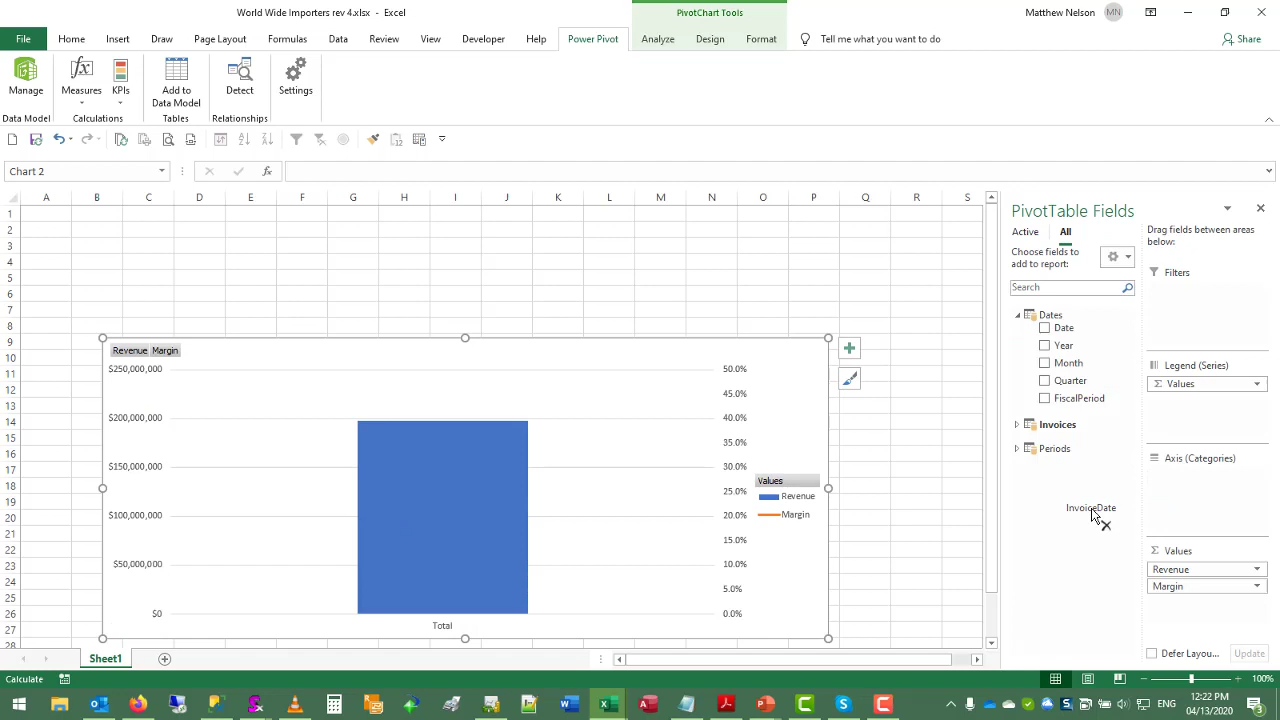 World Wide Importers rev 4.xlsx - Excel
PivotChart Tools
Matthew Nelson MN
File Home Insert Draw Page Layout Formulas Data Review View Developer Help Power Pivot Analyze Design Format Tell me what you want to do Share
Manage Measures KPIs Add to Data Model Detect Settings
Data Model Calculations Tables Relationships
Chart 2 fx
A B C D E F G H I J K L M N O P Q R S
1
2
3
4
5
6
7
8
9
10
11
12
13
14
15
16
17
18
19
20
21
22
23
24
25
26
27
28
Revenue Margin
$250,000,000 50.0%
45.0%
$200,000,000 40.0%
35.0%
$150,000,000 30.0%
25.0%
$100,000,000 20.0%
15.0%
$50,000,000 10.0%
5.0%
$0 0.0%
Total
Values
Revenue
Margin
PivotTable Fields
Active All
Choose fields to
add to report:
Search
Dates
Date
Year
Month
Quarter
FiscalPeriod
Invoices
Periods
InvoiceDate
Drag fields between areas
below:
Filters
Legend (Series)
Σ Values
Axis (Categories)
Σ Values
Revenue
Margin
Defer Layou... Update
Sheet1
Calculate 100%
ENG 12:22 PM
04/13/2020